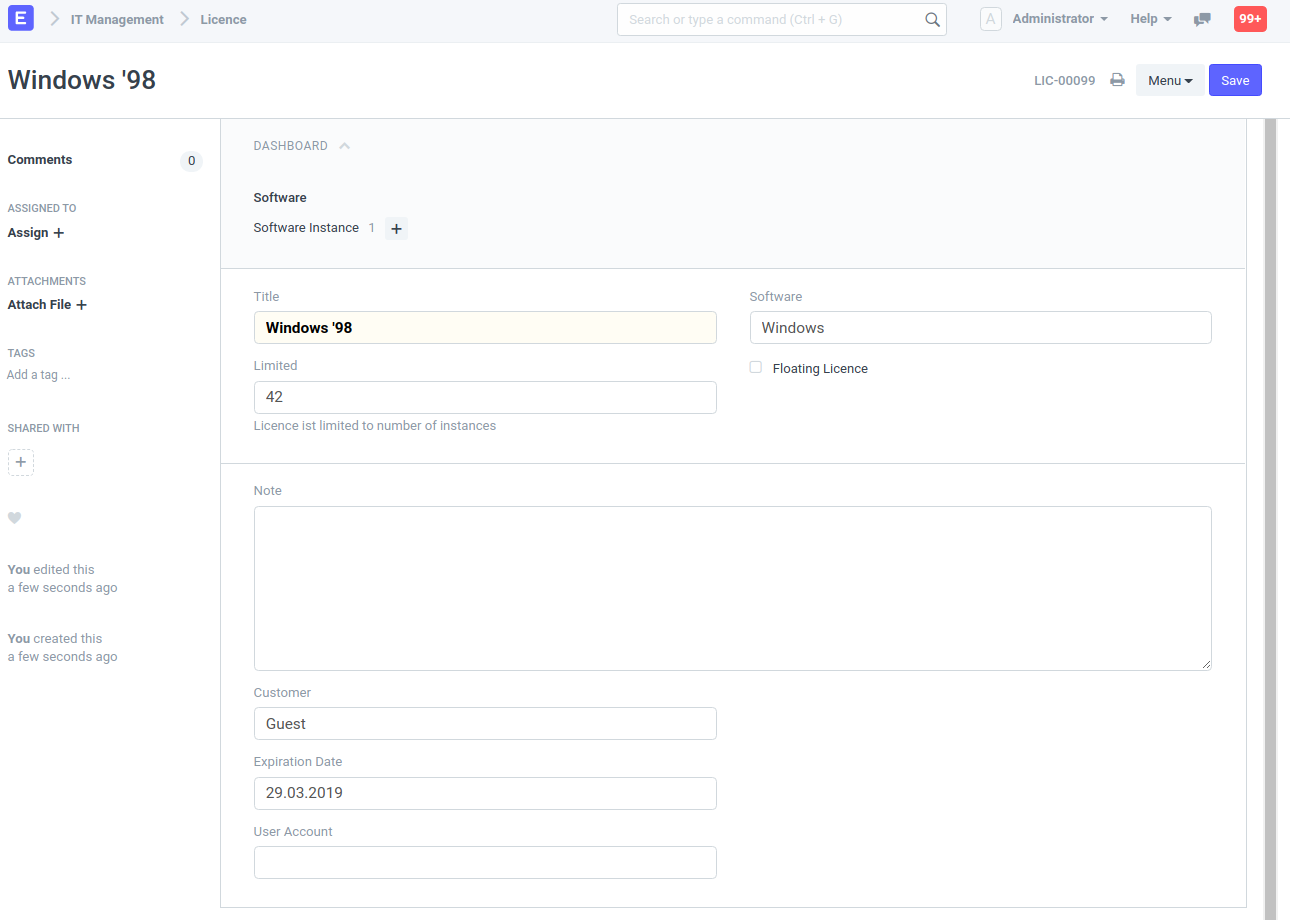 E IT Management Licence Search or type a command (Ctrl + G) A Administrator Help 99+
Windows '98 LIC-00099 Menu Save
Comments 0
ASSIGNED TO
Assign +
ATTACHMENTS
Attach File +
TAGS
Add a tag ...
SHARED WITH
+
You edited this
a few seconds ago
You created this
a few seconds ago
DASHBOARD
Software
Software Instance 1 +
Title
Windows '98
Limited
42
Licence ist limited to number of instances
Software
Windows
Floating Licence
Note
Customer
Guest
Expiration Date
29.03.2019
User Account